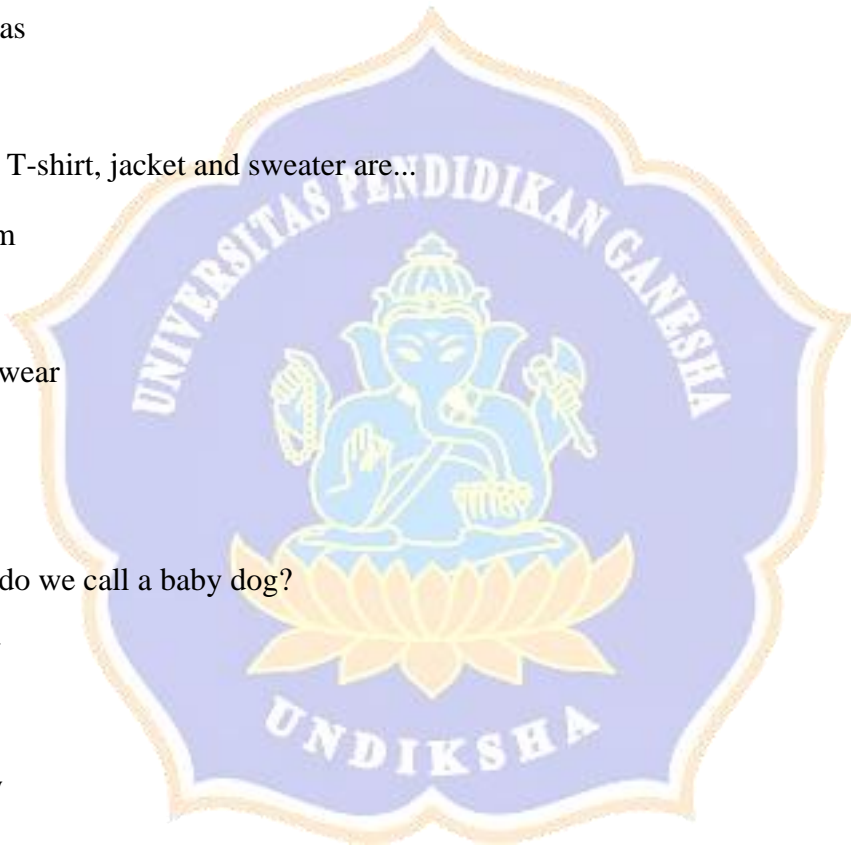 as
T-shirt, jacket and sweater are...
UNIVERSITAS PENDIDIKAN GANESHA
m
wear
do we call a baby dog?
UNDIKSHA
y